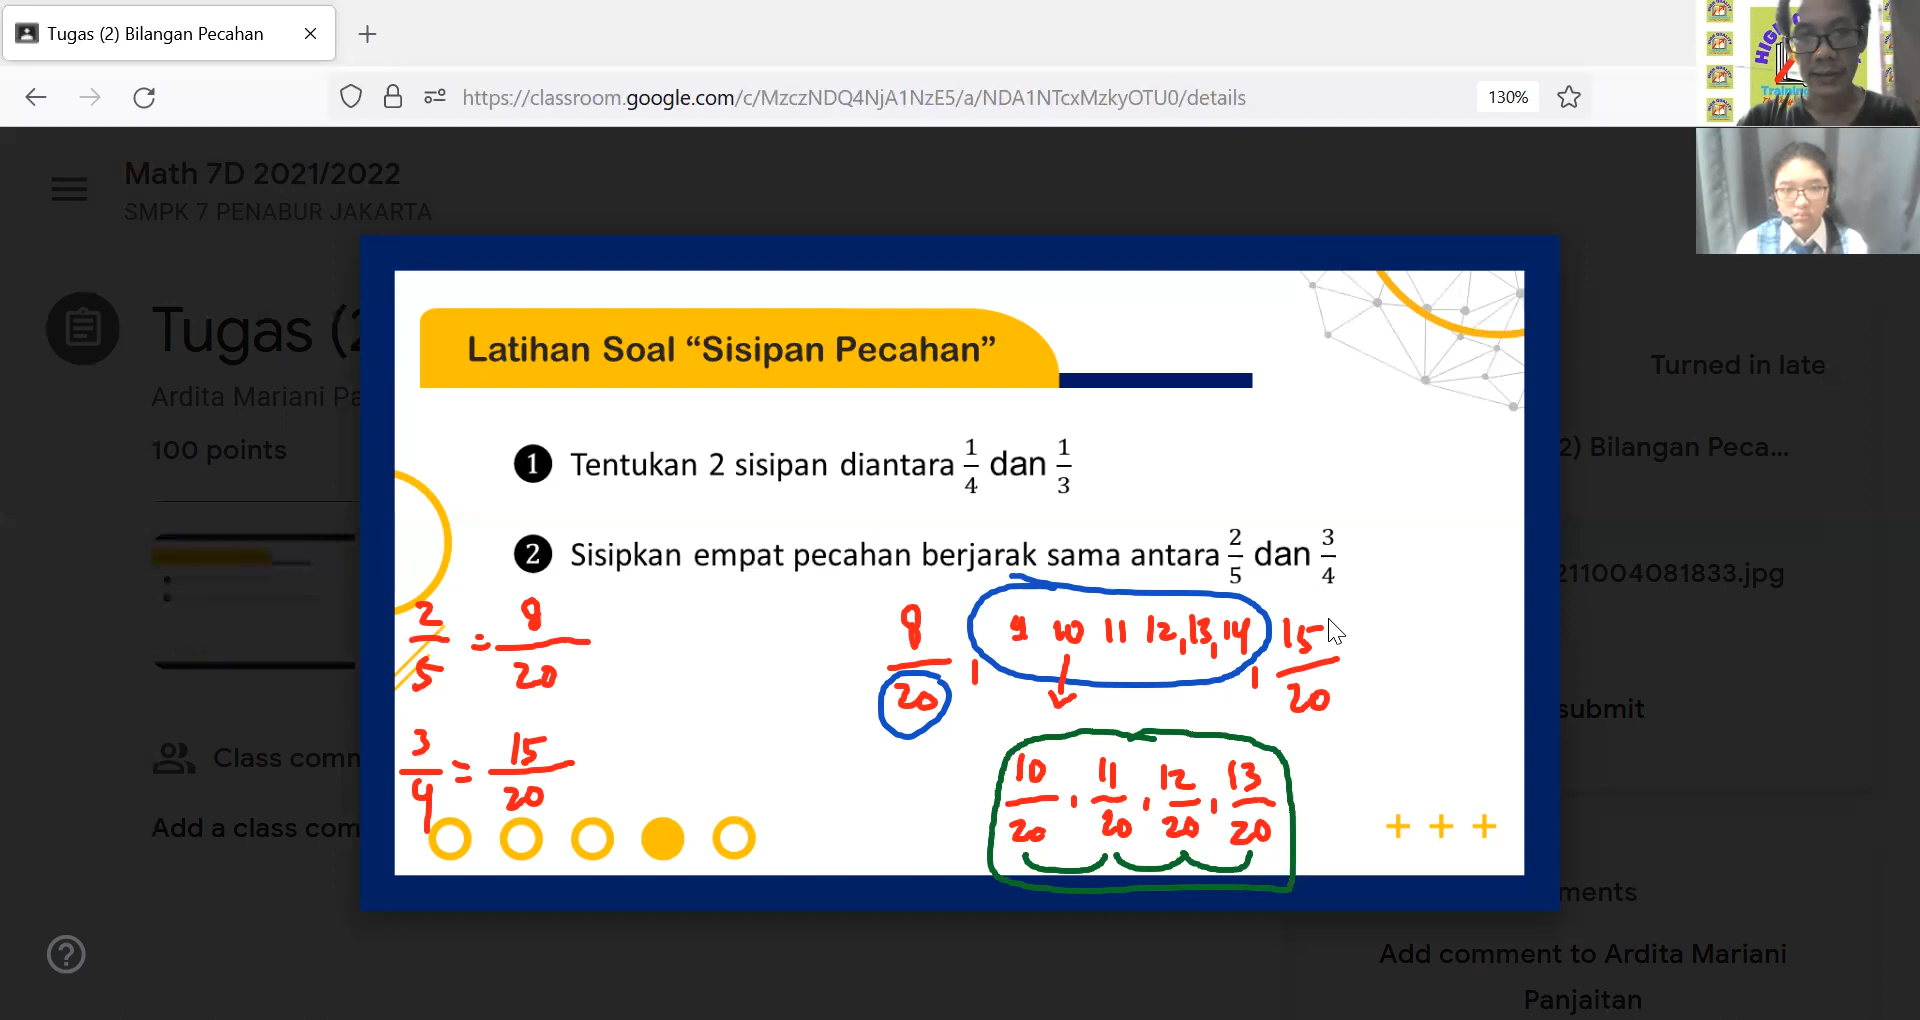 Tugas (2) Bilangan Pecahan
https://classroom.google.com/c/MzczNDQ4NjA1NzE5/a/NDA1NTcxMzkyOTU0/details
130%
Math 7D 2021/2022
SMPK 7 PENABUR JAKARTA
Tugas (2
Ardita Mariani Pa
100 points
Turned in late
2) Bilangan Peca...
211004081833.jpg
submit
Class comm
Add a class com
ments
Add comment to Ardita Mariani
Panjaitan
Latihan Soal “Sisipan Pecahan”
1 Tentukan 2 sisipan diantara 1/4 dan 1/3
2 Sisipkan empat pecahan berjarak sama antara 2/5 dan 3/4
2/5 = 8/20
3/4 = 15/20
8/20 , 9 10 11 12, 13, 14 , 15/20
10/20 , 11/20 , 12/20 , 13/20
Training